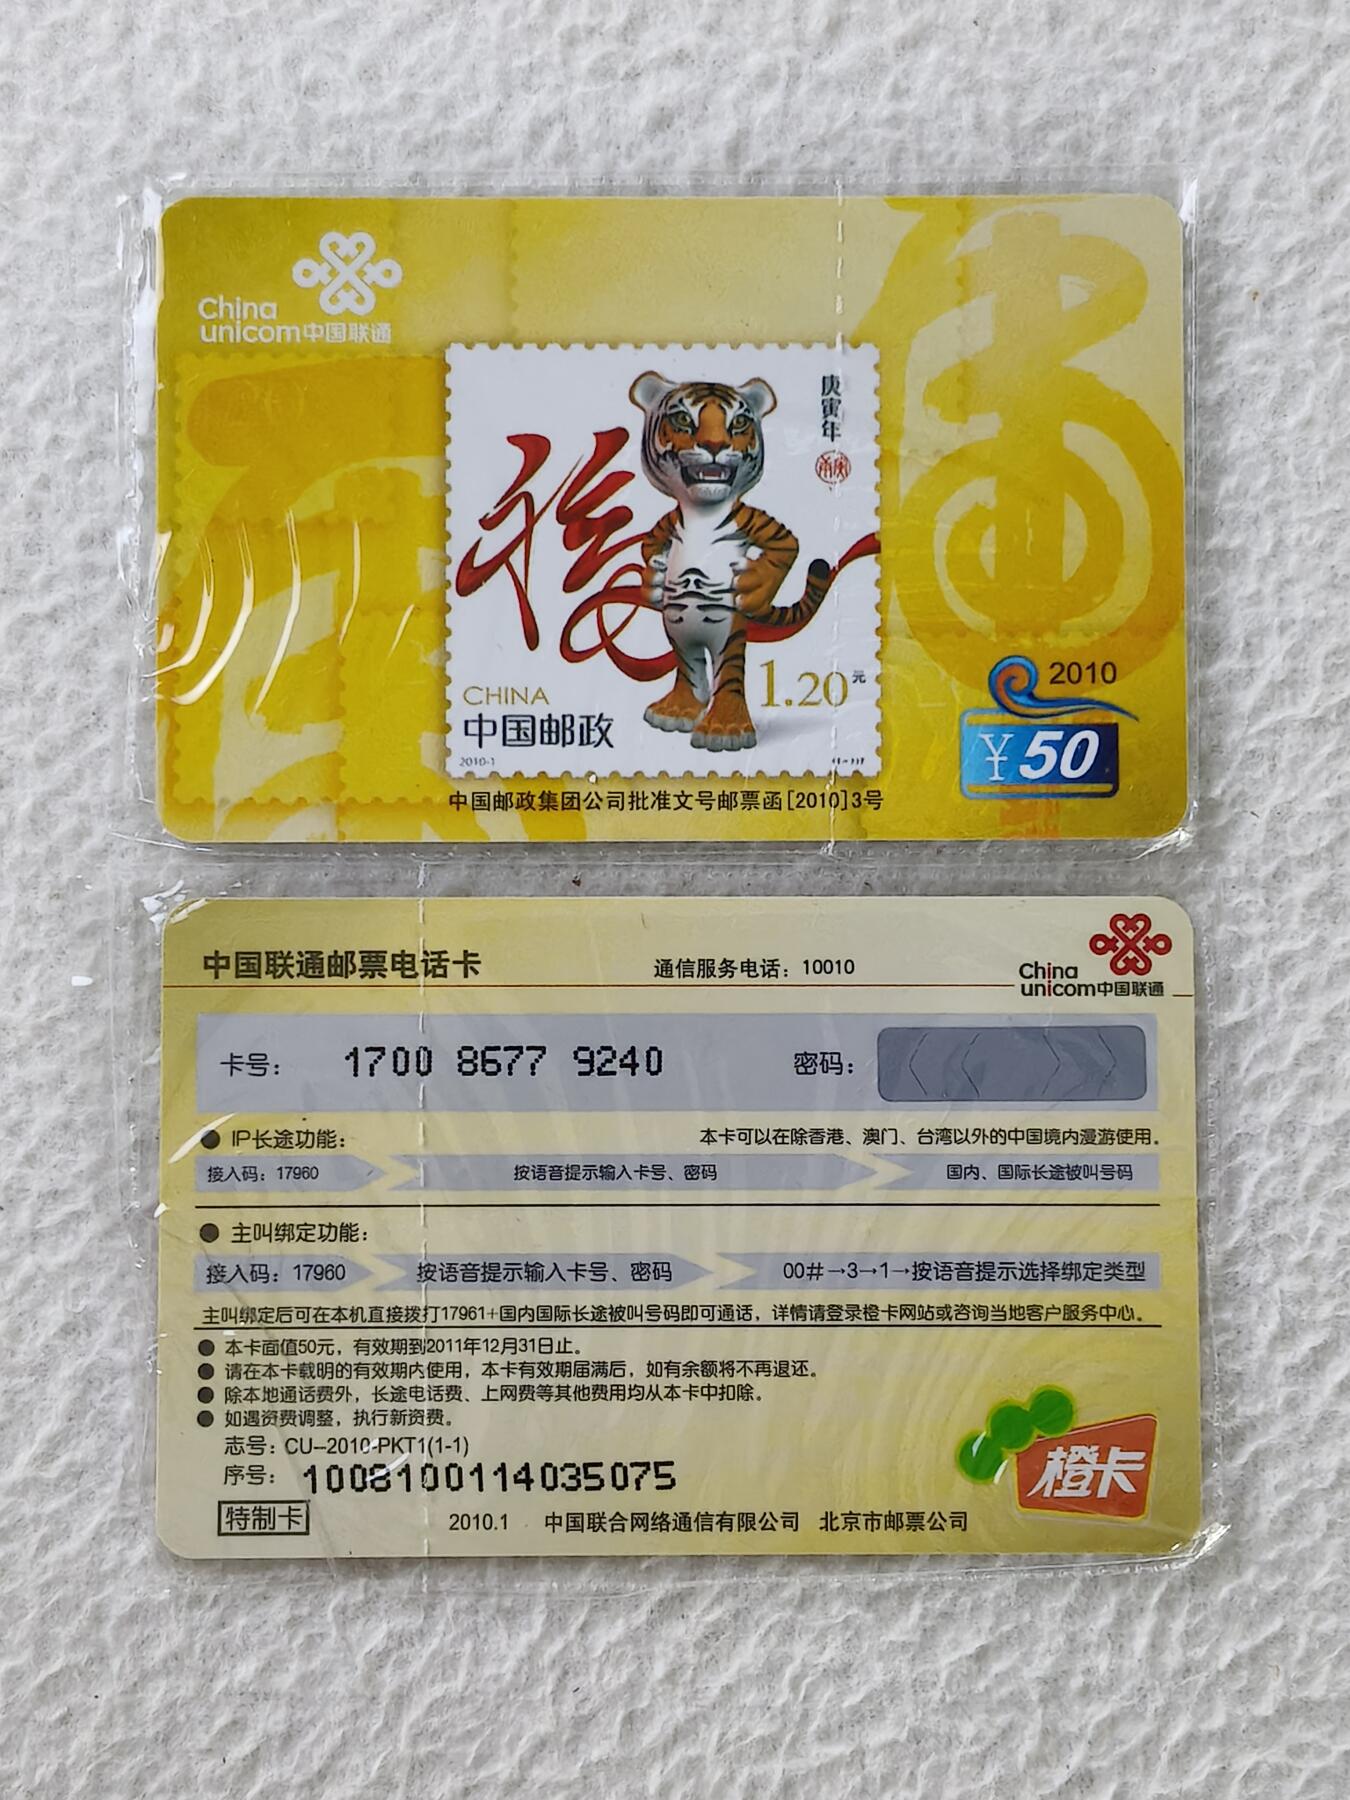 China
unicom中国联通
庚寅年
CHINA
中国邮政
1.20元
2010-1
中国邮政集团公司批准文号邮票函[2010]3号
2010
¥50
中国联通邮票电话卡
通信服务电话：10010
China
unicom中国联通
卡号： 1700 8677 9240 密码：
● IP长途功能：
本卡可以在除香港、澳门、台湾以外的中国境内漫游使用。
接入码：17960 按语音提示输入卡号、密码 国内、国际长途被叫号码
● 主叫绑定功能：
接入码：17960 按语音提示输入卡号、密码 00#→3→1→按语音提示选择绑定类型
主叫绑定后可在本机直接拨打17961+国内国际长途被叫号码即可通话，详情请登录橙卡网站或咨询当地客户服务中心。
● 本卡面值50元，有效期到2011年12月31日止。
● 请在本卡载明的有效期内使用，本卡有效期届满后，如有余额将不再退还。
● 除本地通话费外，长途电话费、上网费等其他费用均从本卡中扣除。
● 如遇资费调整，执行新资费。
志号：CU–2010-PKT1(1-1)
序号：1008100114035075
橙卡
特制卡
2010.1 中国联合网络通信有限公司 北京市邮票公司